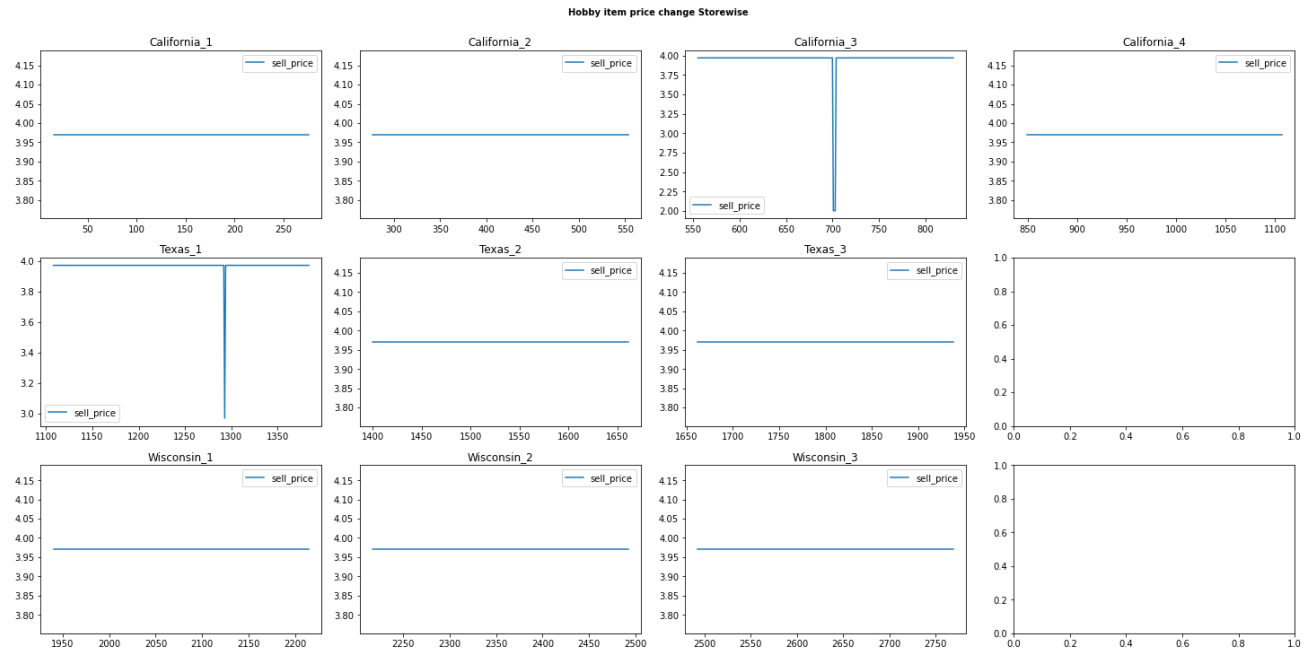 Hobby item price change Storewise
California_1 California_2 California_3 California_4
4.15 4.10 4.05 4.00 3.95 3.90 3.85 3.80
sell_price
50 100 150 200 250
4.15 4.10 4.05 4.00 3.95 3.90 3.85 3.80
sell_price
300 350 400 450 500 550
4.00 3.75 3.50 3.25 3.00 2.75 2.50 2.25 2.00
sell_price
550 600 650 700 750 800
4.15 4.10 4.05 4.00 3.95 3.90 3.85 3.80
sell_price
850 900 950 1000 1050 1100
Texas_1 Texas_2 Texas_3
4.0 3.8 3.6 3.4 3.2 3.0
sell_price
1100 1150 1200 1250 1300 1350
4.15 4.10 4.05 4.00 3.95 3.90 3.85 3.80
sell_price
1400 1450 1500 1550 1600 1650
4.15 4.10 4.05 4.00 3.95 3.90 3.85 3.80
sell_price
1650 1700 1750 1800 1850 1900 1950
1.0 0.8 0.6 0.4 0.2 0.0
0.0 0.2 0.4 0.6 0.8 1.0
Wisconsin_1 Wisconsin_2 Wisconsin_3
4.15 4.10 4.05 4.00 3.95 3.90 3.85 3.80
sell_price
1950 2000 2050 2100 2150 2200
4.15 4.10 4.05 4.00 3.95 3.90 3.85 3.80
sell_price
2250 2300 2350 2400 2450 2500
4.15 4.10 4.05 4.00 3.95 3.90 3.85 3.80
sell_price
2500 2550 2600 2650 2700 2750
1.0 0.8 0.6 0.4 0.2 0.0
0.0 0.2 0.4 0.6 0.8 1.0